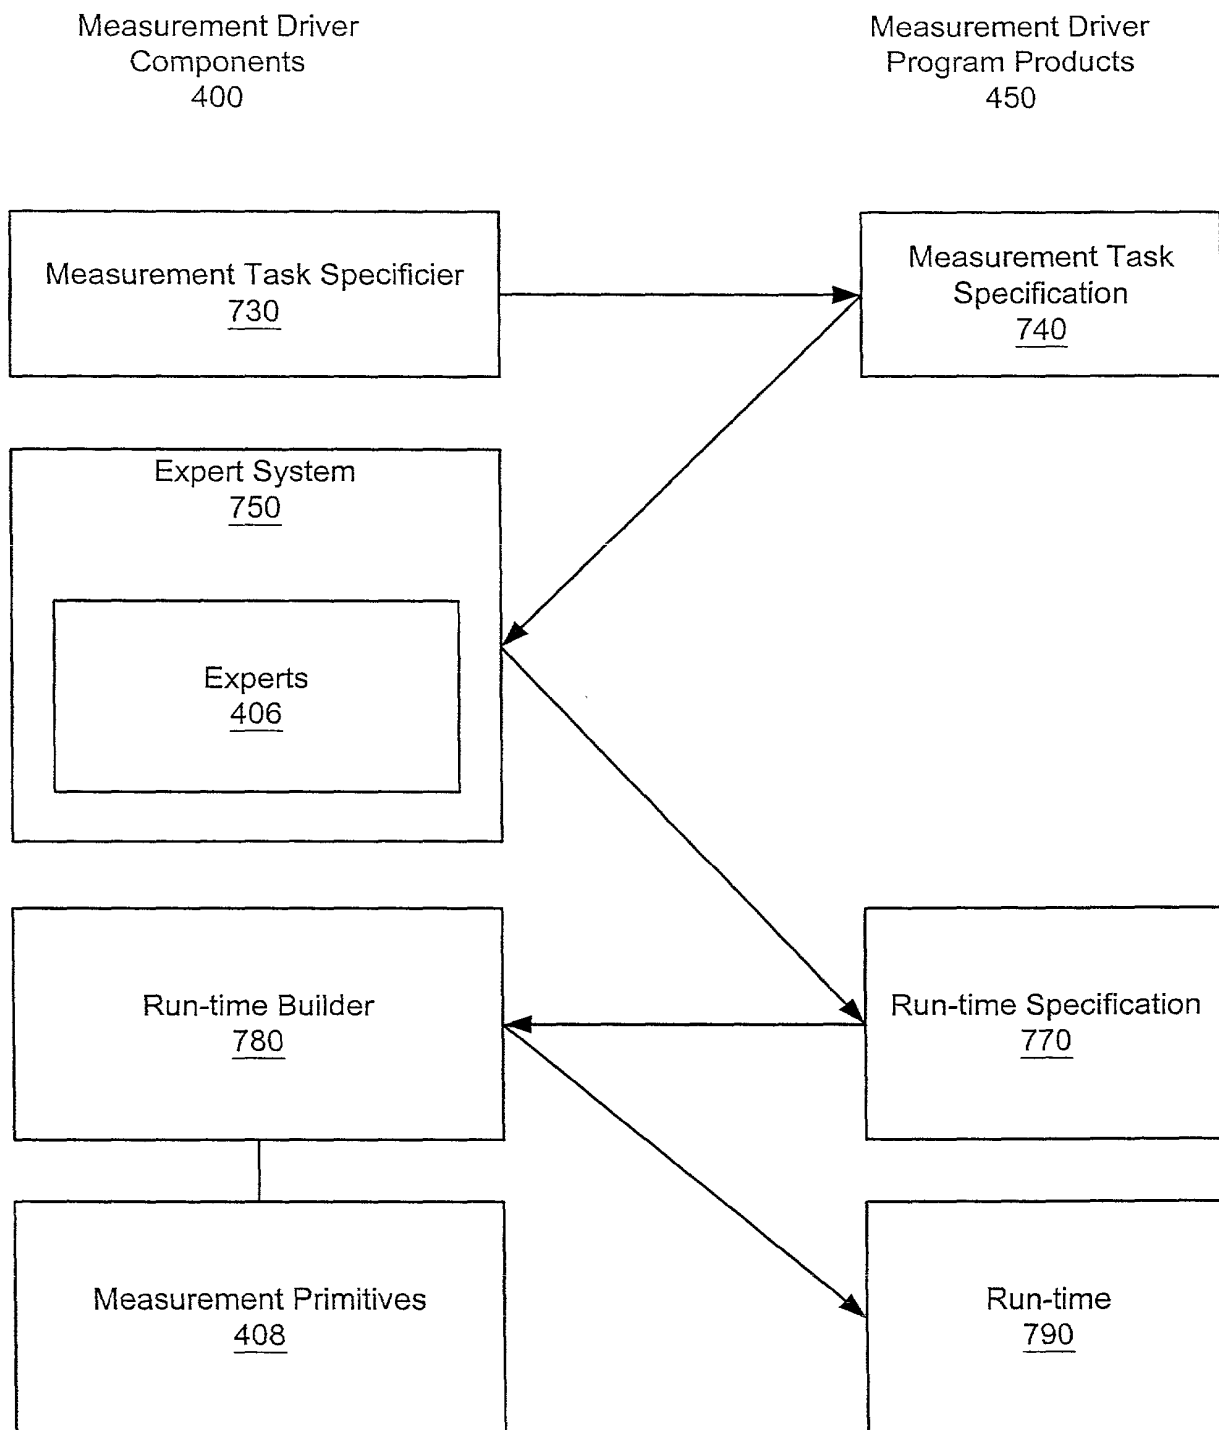 Measurement Driver
Components
400
Measurement Driver
Program Products
450
Measurement Task Specificier
730
Measurement Task
Specification
740
Expert System
750
Experts
406
Run-time Builder
780
Run-time Specification
770
Measurement Primitives
408
Run-time
790